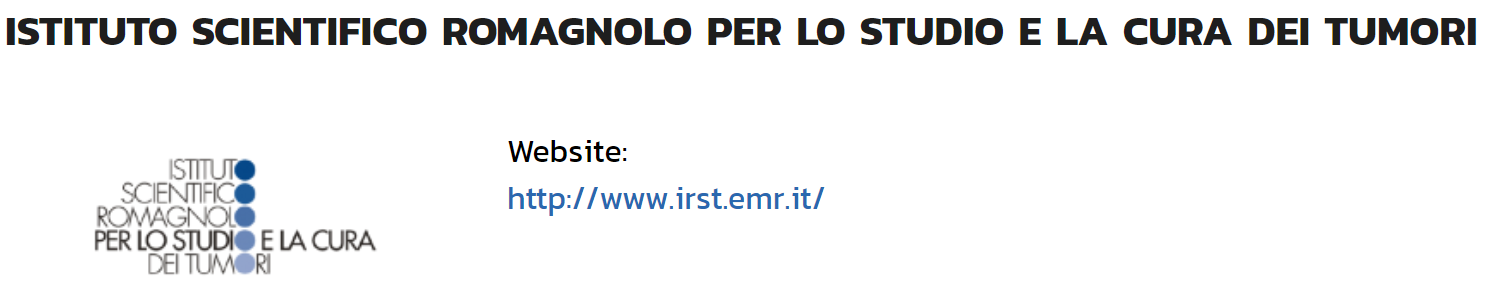 ISTITUTO SCIENTIFICO ROMAGNOLO PER LO STUDIO E LA CURA DEI TUMORI
Website:
http://www.irst.emr.it/
ISTITUTO
SCIENTIFICO
ROMAGNOLO
PER LO STUDIO E LA CURA
DEI TUMORI